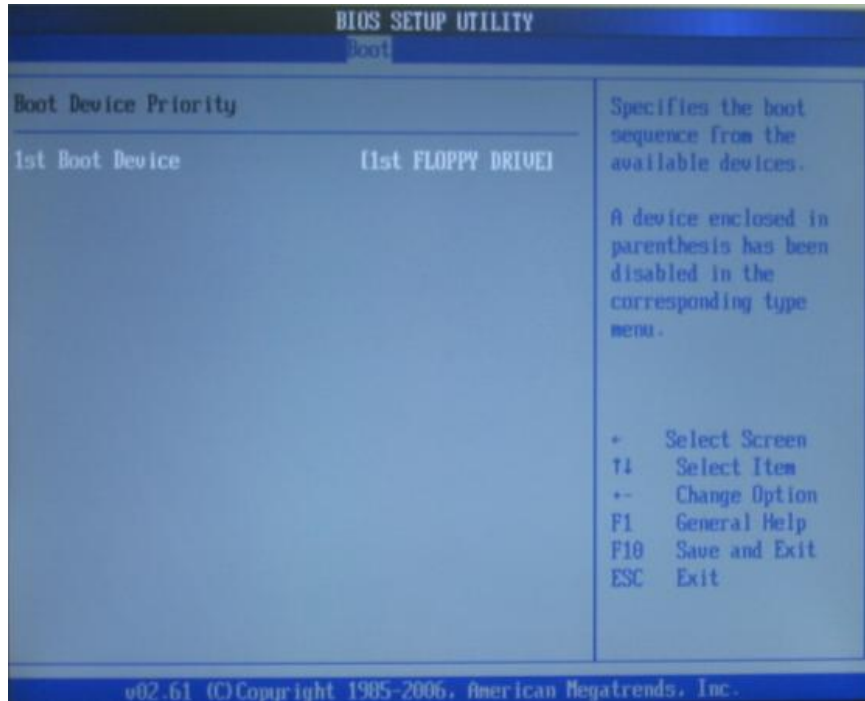 BIOS SETUP UTILITY
Boot
Boot Device Priority
1st Boot Device [1st FLOPPY DRIVE]
Specifies the boot
sequence from the
available devices.
A device enclosed in
parenthesis has been
disabled in the
corresponding type
menu.
← Select Screen
↑↓ Select Item
+- Change Option
F1 General Help
F10 Save and Exit
ESC Exit
v02.61 (C)Copyright 1985-2006, American Megatrends, Inc.